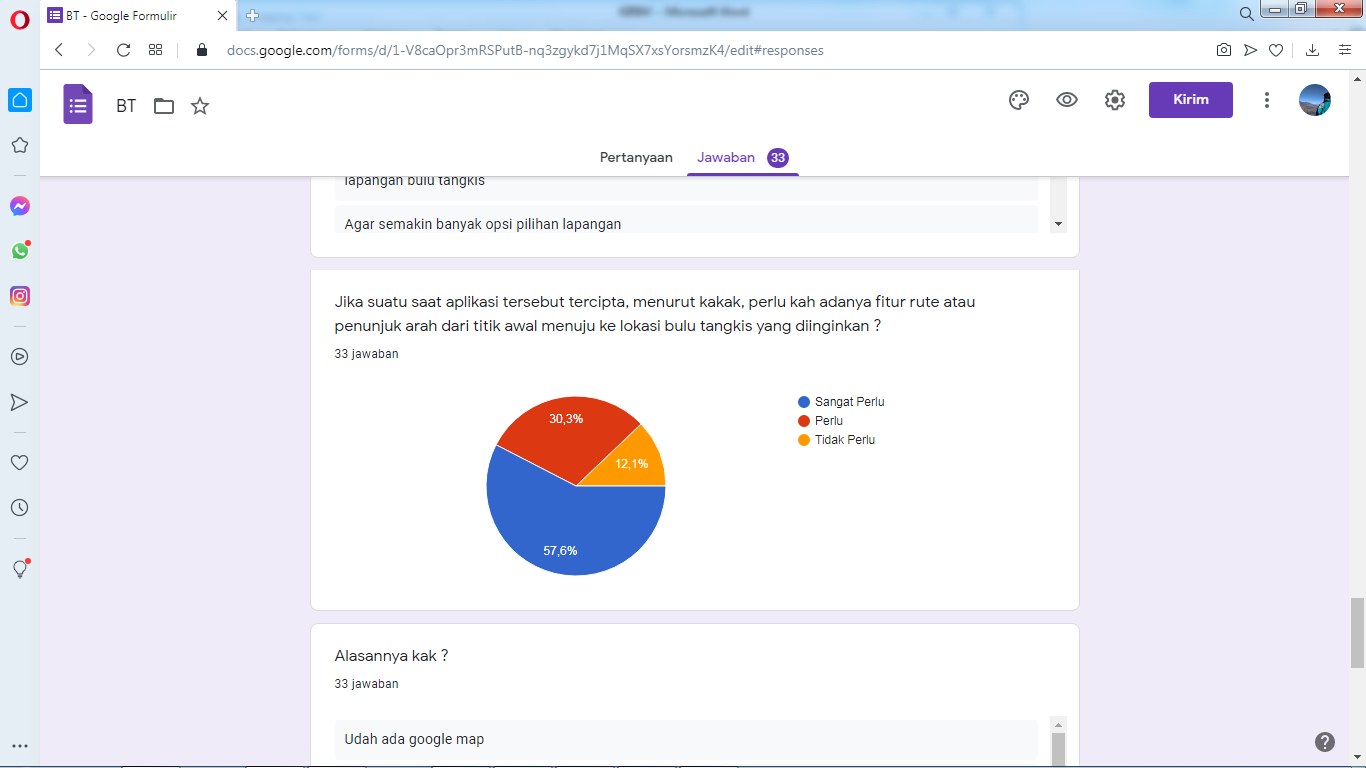 BT - Google Formulir
docs.google.com/forms/d/1-V8caOpr3mRSPutB-nq3zgykd7j1MqSX7xsYorsmzK4/edit#responses
BT
Kirim
Pertanyaan
Jawaban 33
lapangan bulu tangkis
Agar semakin banyak opsi pilihan lapangan
Jika suatu saat aplikasi tersebut tercipta, menurut kakak, perlu kah adanya fitur rute atau
penunjuk arah dari titik awal menuju ke lokasi bulu tangkis yang diinginkan ?
33 jawaban
30,3%
12,1%
57,6%
Sangat Perlu
Perlu
Tidak Perlu
Alasannya kak ?
33 jawaban
Udah ada google map